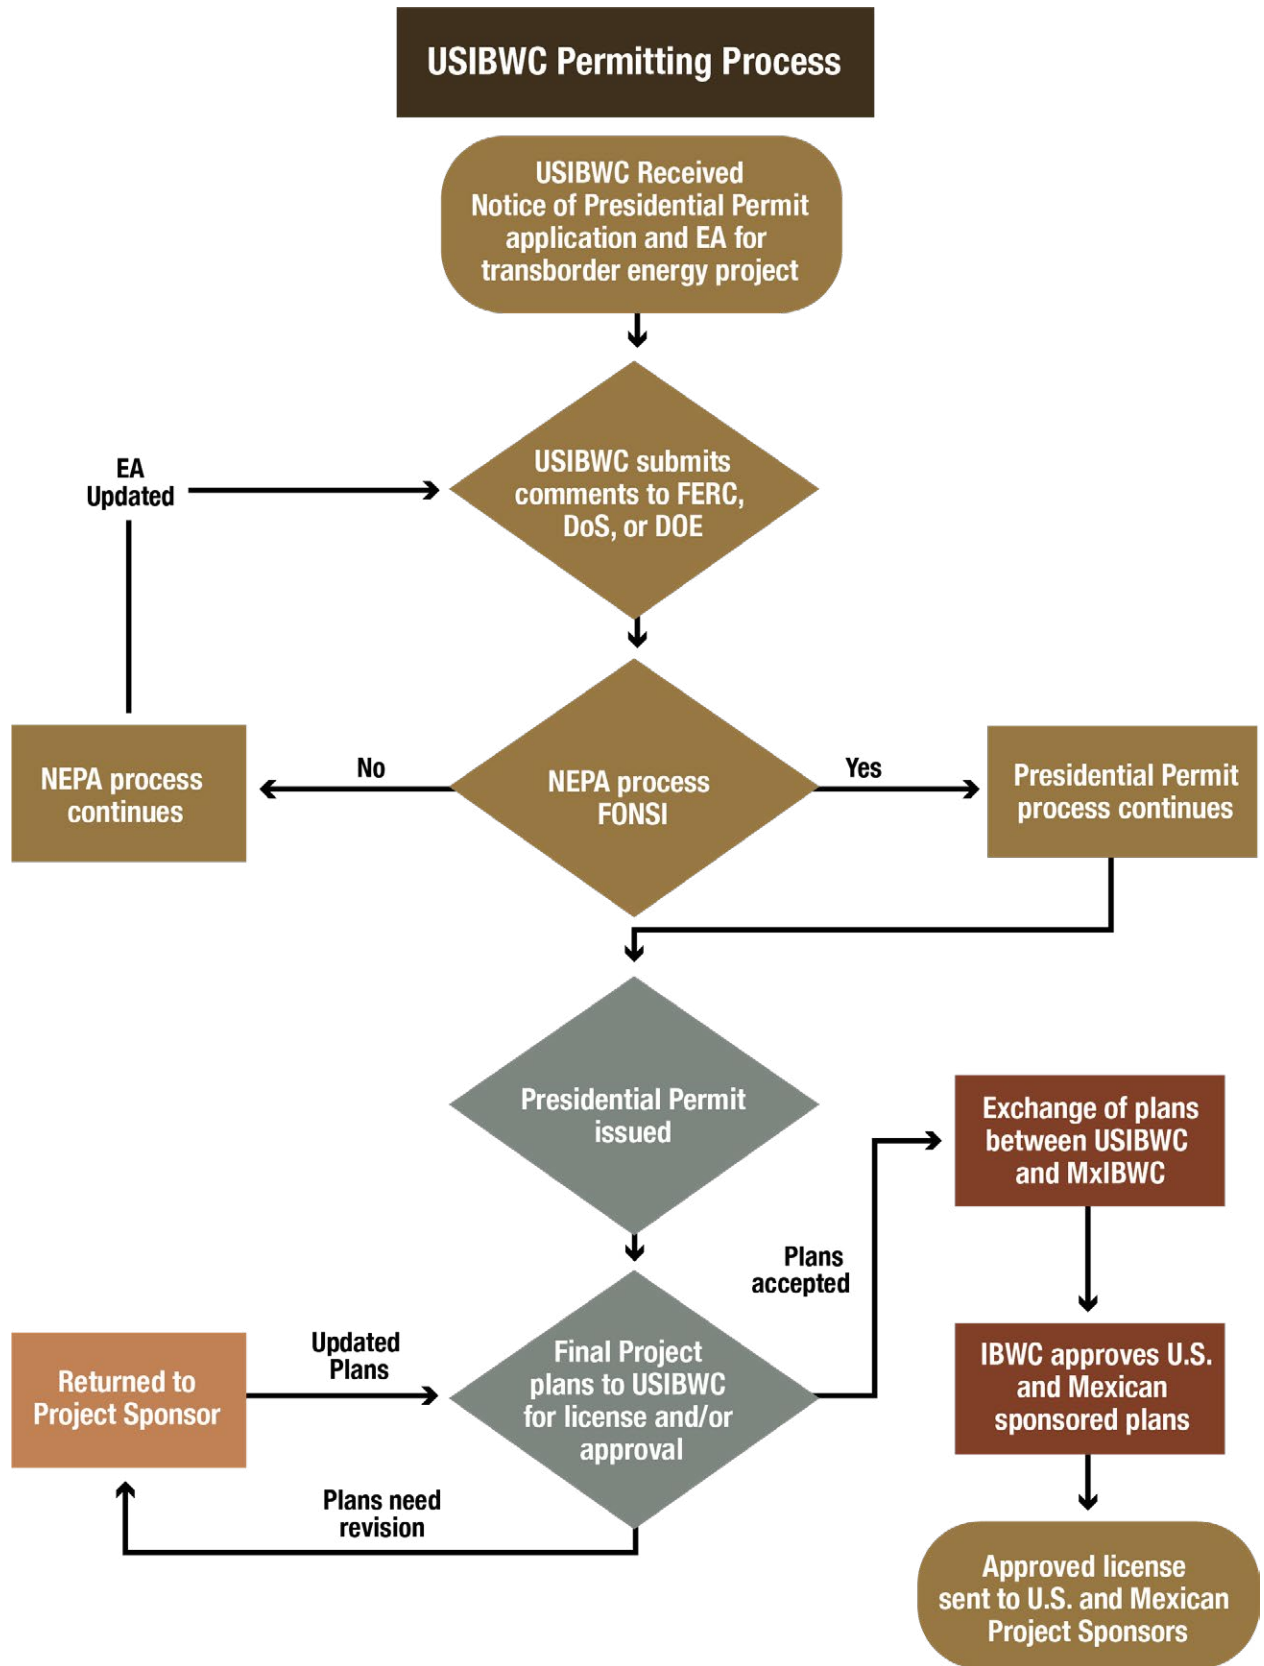 USIBWC Permitting Process
USIBWC Received
Notice of Presidential Permit
application and EA for
transborder energy project
EA
Updated
USIBWC submits
comments to FERC,
DoS, or DOE
NEPA process
continues
No
NEPA process
FONSI
Yes
Presidential Permit
process continues
Presidential Permit
issued
Exchange of plans
between USIBWC
and MxIBWC
Plans
accepted
Returned to
Project Sponsor
Updated
Plans
Final Project
plans to USIBWC
for license and/or
approval
IBWC approves U.S.
and Mexican
sponsored plans
Plans need
revision
Approved license
sent to U.S. and Mexican
Project Sponsors